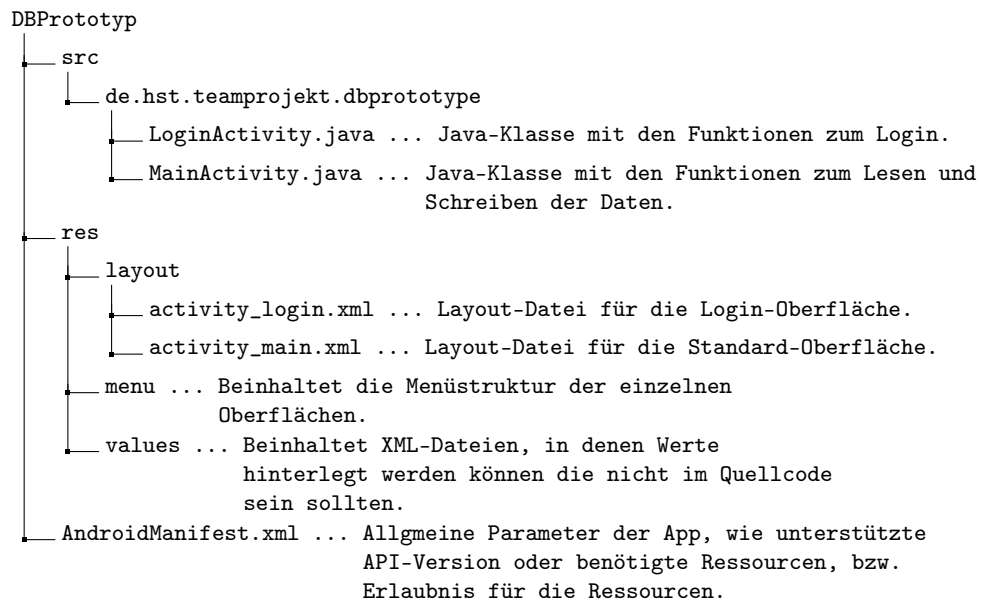 DBPrototyp
src
de.hst.teamprojekt.dbprototype
LoginActivity.java ... Java-Klasse mit den Funktionen zum Login.
MainActivity.java ... Java-Klasse mit den Funktionen zum Lesen und
Schreiben der Daten.
res
layout
activity_login.xml ... Layout-Datei für die Login-Oberfläche.
activity_main.xml ... Layout-Datei für die Standard-Oberfläche.
menu ... Beinhaltet die Menüstruktur der einzelnen
Oberflächen.
values ... Beinhaltet XML-Dateien, in denen Werte
hinterlegt werden können die nicht im Quellcode
sein sollten.
AndroidManifest.xml ... Allgmeine Parameter der App, wie unterstützte
API-Version oder benötigte Ressourcen, bzw.
Erlaubnis für die Ressourcen.